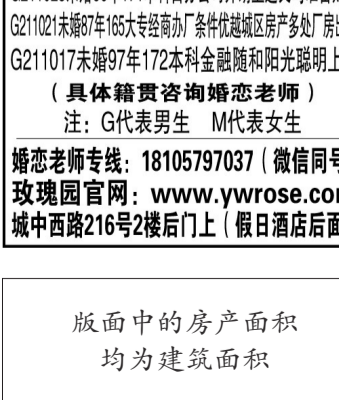 G211021未婚87年165大专经商办厂条件优越城区房产多处厂房
G211017未婚97年172本科金融随和阳光聪明上
（具体籍贯咨询婚恋老师）
注：G代表男生 M代表女生
婚恋老师专线：18105797037（微信同号
玫瑰园官网：www.ywrose.co
城中西路216号2楼后门上（假日酒店后面
版面中的房产面积
均为建筑面积